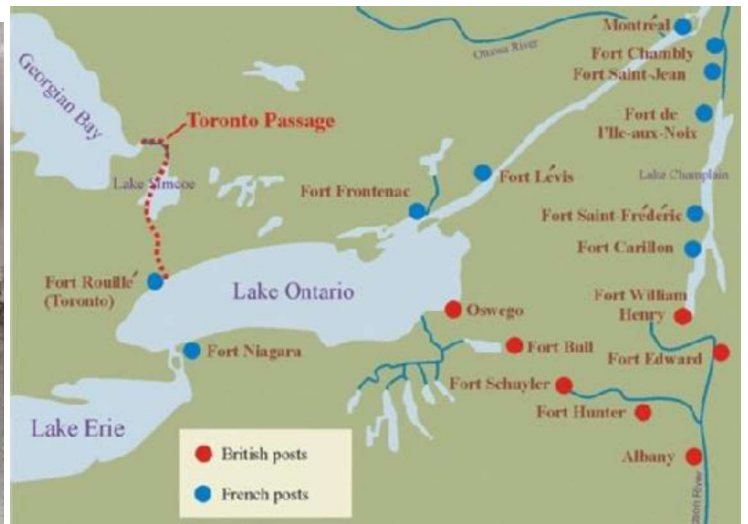 Montréal
Ottawa River
Fort Chambly
Fort Saint-Jean
Georgian Bay
Toronto Passage
Fort de
l'Ile-aux-Noix
Lake Simcoe
Fort Lévis
Lake Champlain
Fort Frontenac
Fort Saint-Frédéric
Fort Carillon
Fort Rouillé
(Toronto)
Lake Ontario
Fort William
Henry
Oswego
Fort Niagara
Fort Bull
Fort Edward
Fort Schuyler
Fort Hunter
Lake Erie
Albany
British posts
French posts
River